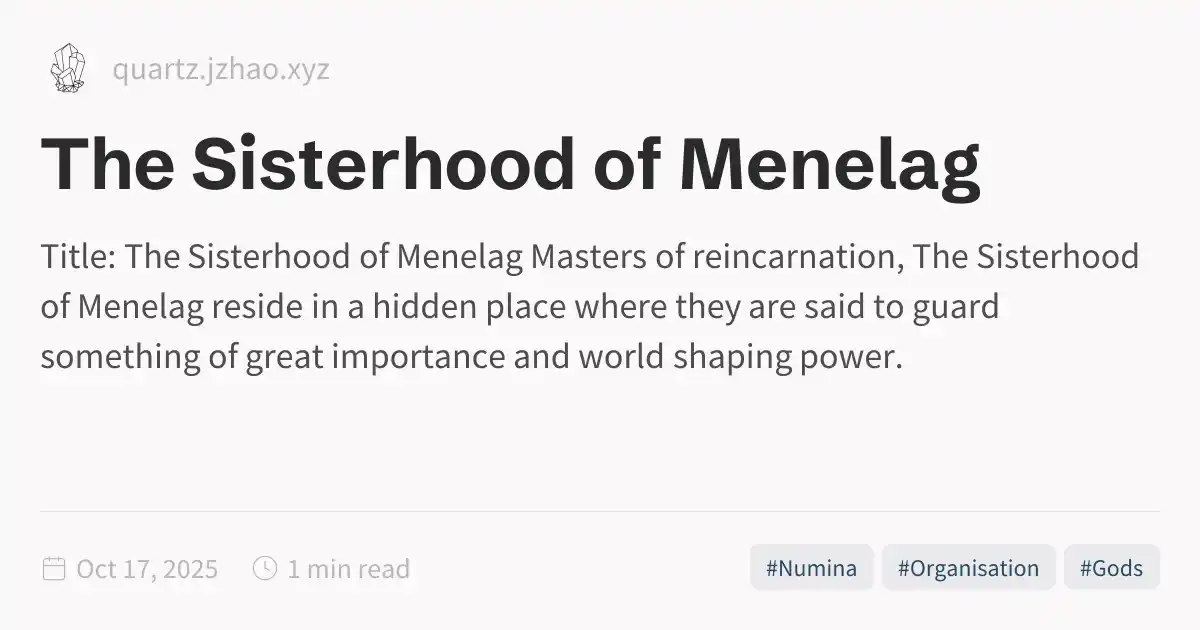 quartz.jzhao.xyz
The Sisterhood of Menelag
Title: The Sisterhood of Menelag Masters of reincarnation, The Sisterhood
of Menelag reside in a hidden place where they are said to guard
something of great importance and world shaping power.
Oct 17, 2025 1 min read #Numina #Organisation #Gods